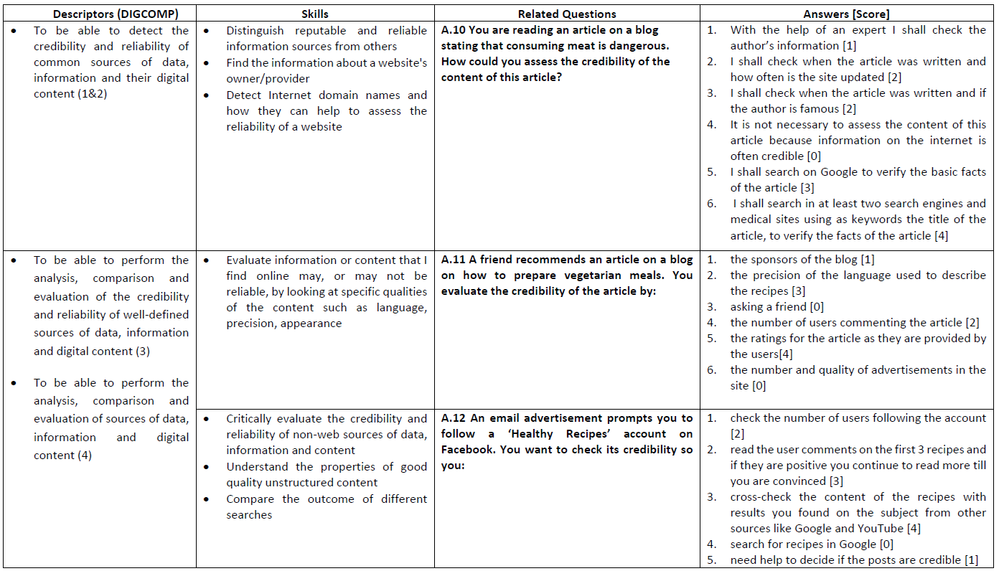 Descriptors (DIGCOMP)
Skills
Related Questions
Answers [Score]
• To be able to detect the
credibility and reliability of
common sources of data,
information and their digital
content (1&2)
• Distinguish reputable and reliable
information sources from others
• Find the information about a website's
owner/provider
• Detect Internet domain names and
how they can help to assess the
reliability of a website
A.10 You are reading an article on a blog
stating that consuming meat is dangerous.
How could you assess the credibility of the
content of this article?
1. With the help of an expert I shall check the
author's information [1]
2. I shall check when the article was written and
how often is the site updated [2]
3. I shall check when the article was written and if
the author is famous [2]
4. It is not necessary to assess the content of this
article because information on the internet is
often credible [0]
5. I shall search on Google to verify the basic facts
of the article [3]
6. I shall search in at least two search engines and
medical sites using as keywords the title of the
article, to verify the facts of the article [4]
• To be able to perform the
analysis, comparison and
evaluation of the credibility
and reliability of well-defined
sources of data, information
and digital content (3)
• To be able to perform the
analysis, comparison and
evaluation of sources of data,
information and digital
content (4)
• Evaluate information or content that I
find online may, or may not be
reliable, by looking at specific qualities
of the content such as language,
precision, appearance
A.11 A friend recommends an article on a blog
on how to prepare vegetarian meals. You
evaluate the credibility of the article by:
1. the sponsors of the blog [1]
2. the precision of the language used to describe
the recipes [3]
3. asking a friend [0]
4. the number of users commenting the article [2]
5. the ratings for the article as they are provided by
the users[4]
6. the number and quality of advertisements in the
site [0]
• Critically evaluate the credibility and
reliability of non-web sources of data,
information and content
• Understand the properties of good
quality unstructured content
• Compare the outcome of different
searches
A.12 An email advertisement prompts you to
follow a ‘Healthy Recipes’ account on
Facebook. You want to check its credibility so
you:
1. check the number of users following the account
[2]
2. read the user comments on the first 3 recipes and
if they are positive you continue to read more till
you are convinced [3]
3. cross-check the content of the recipes with
results you found on the subject from other
sources like Google and YouTube [4]
4. search for recipes in Google [0]
5. need help to decide if the posts are credible [1]